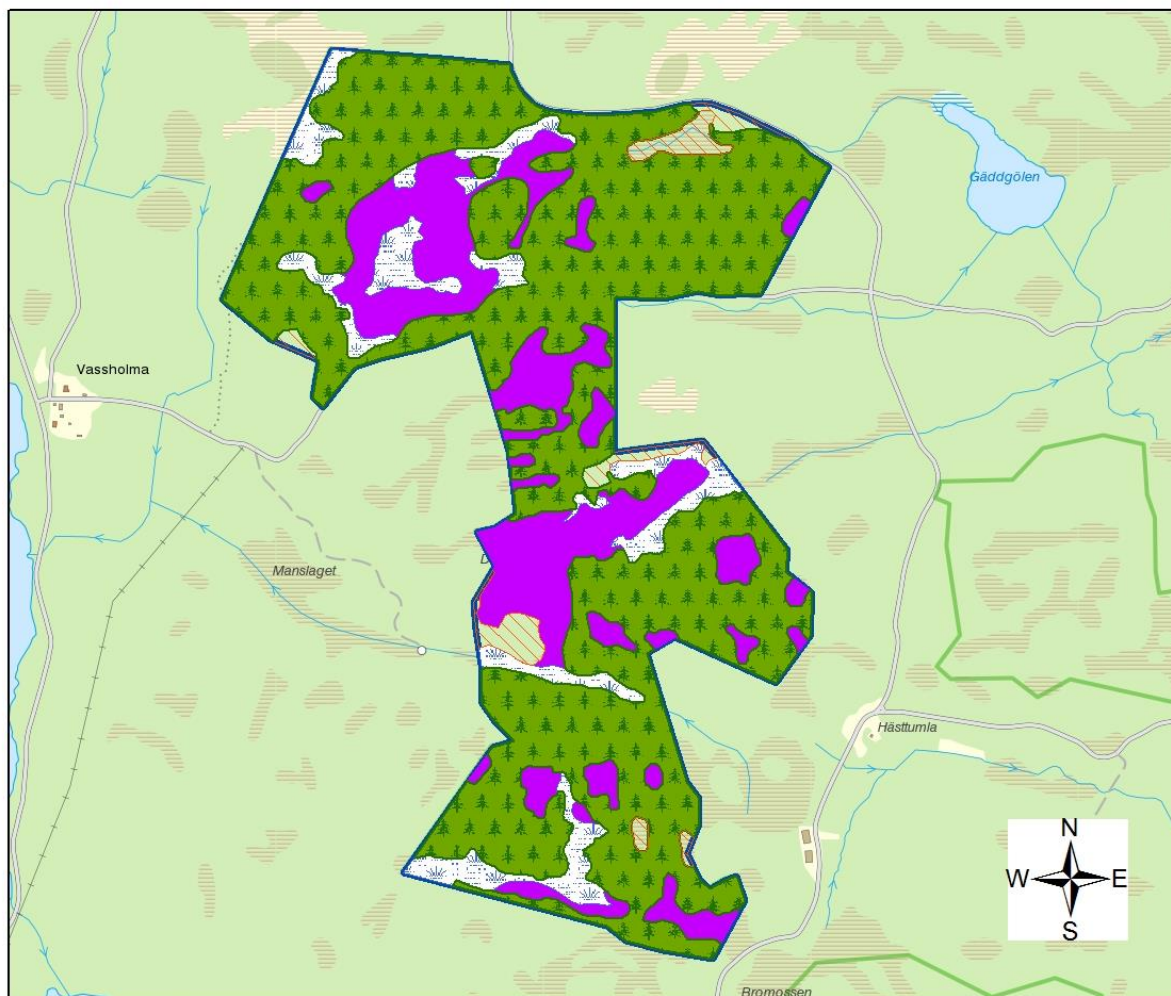 Gäddgölen
Vassholma
Manslaget
D
Hästtumla
N
W E
S
Bromossen